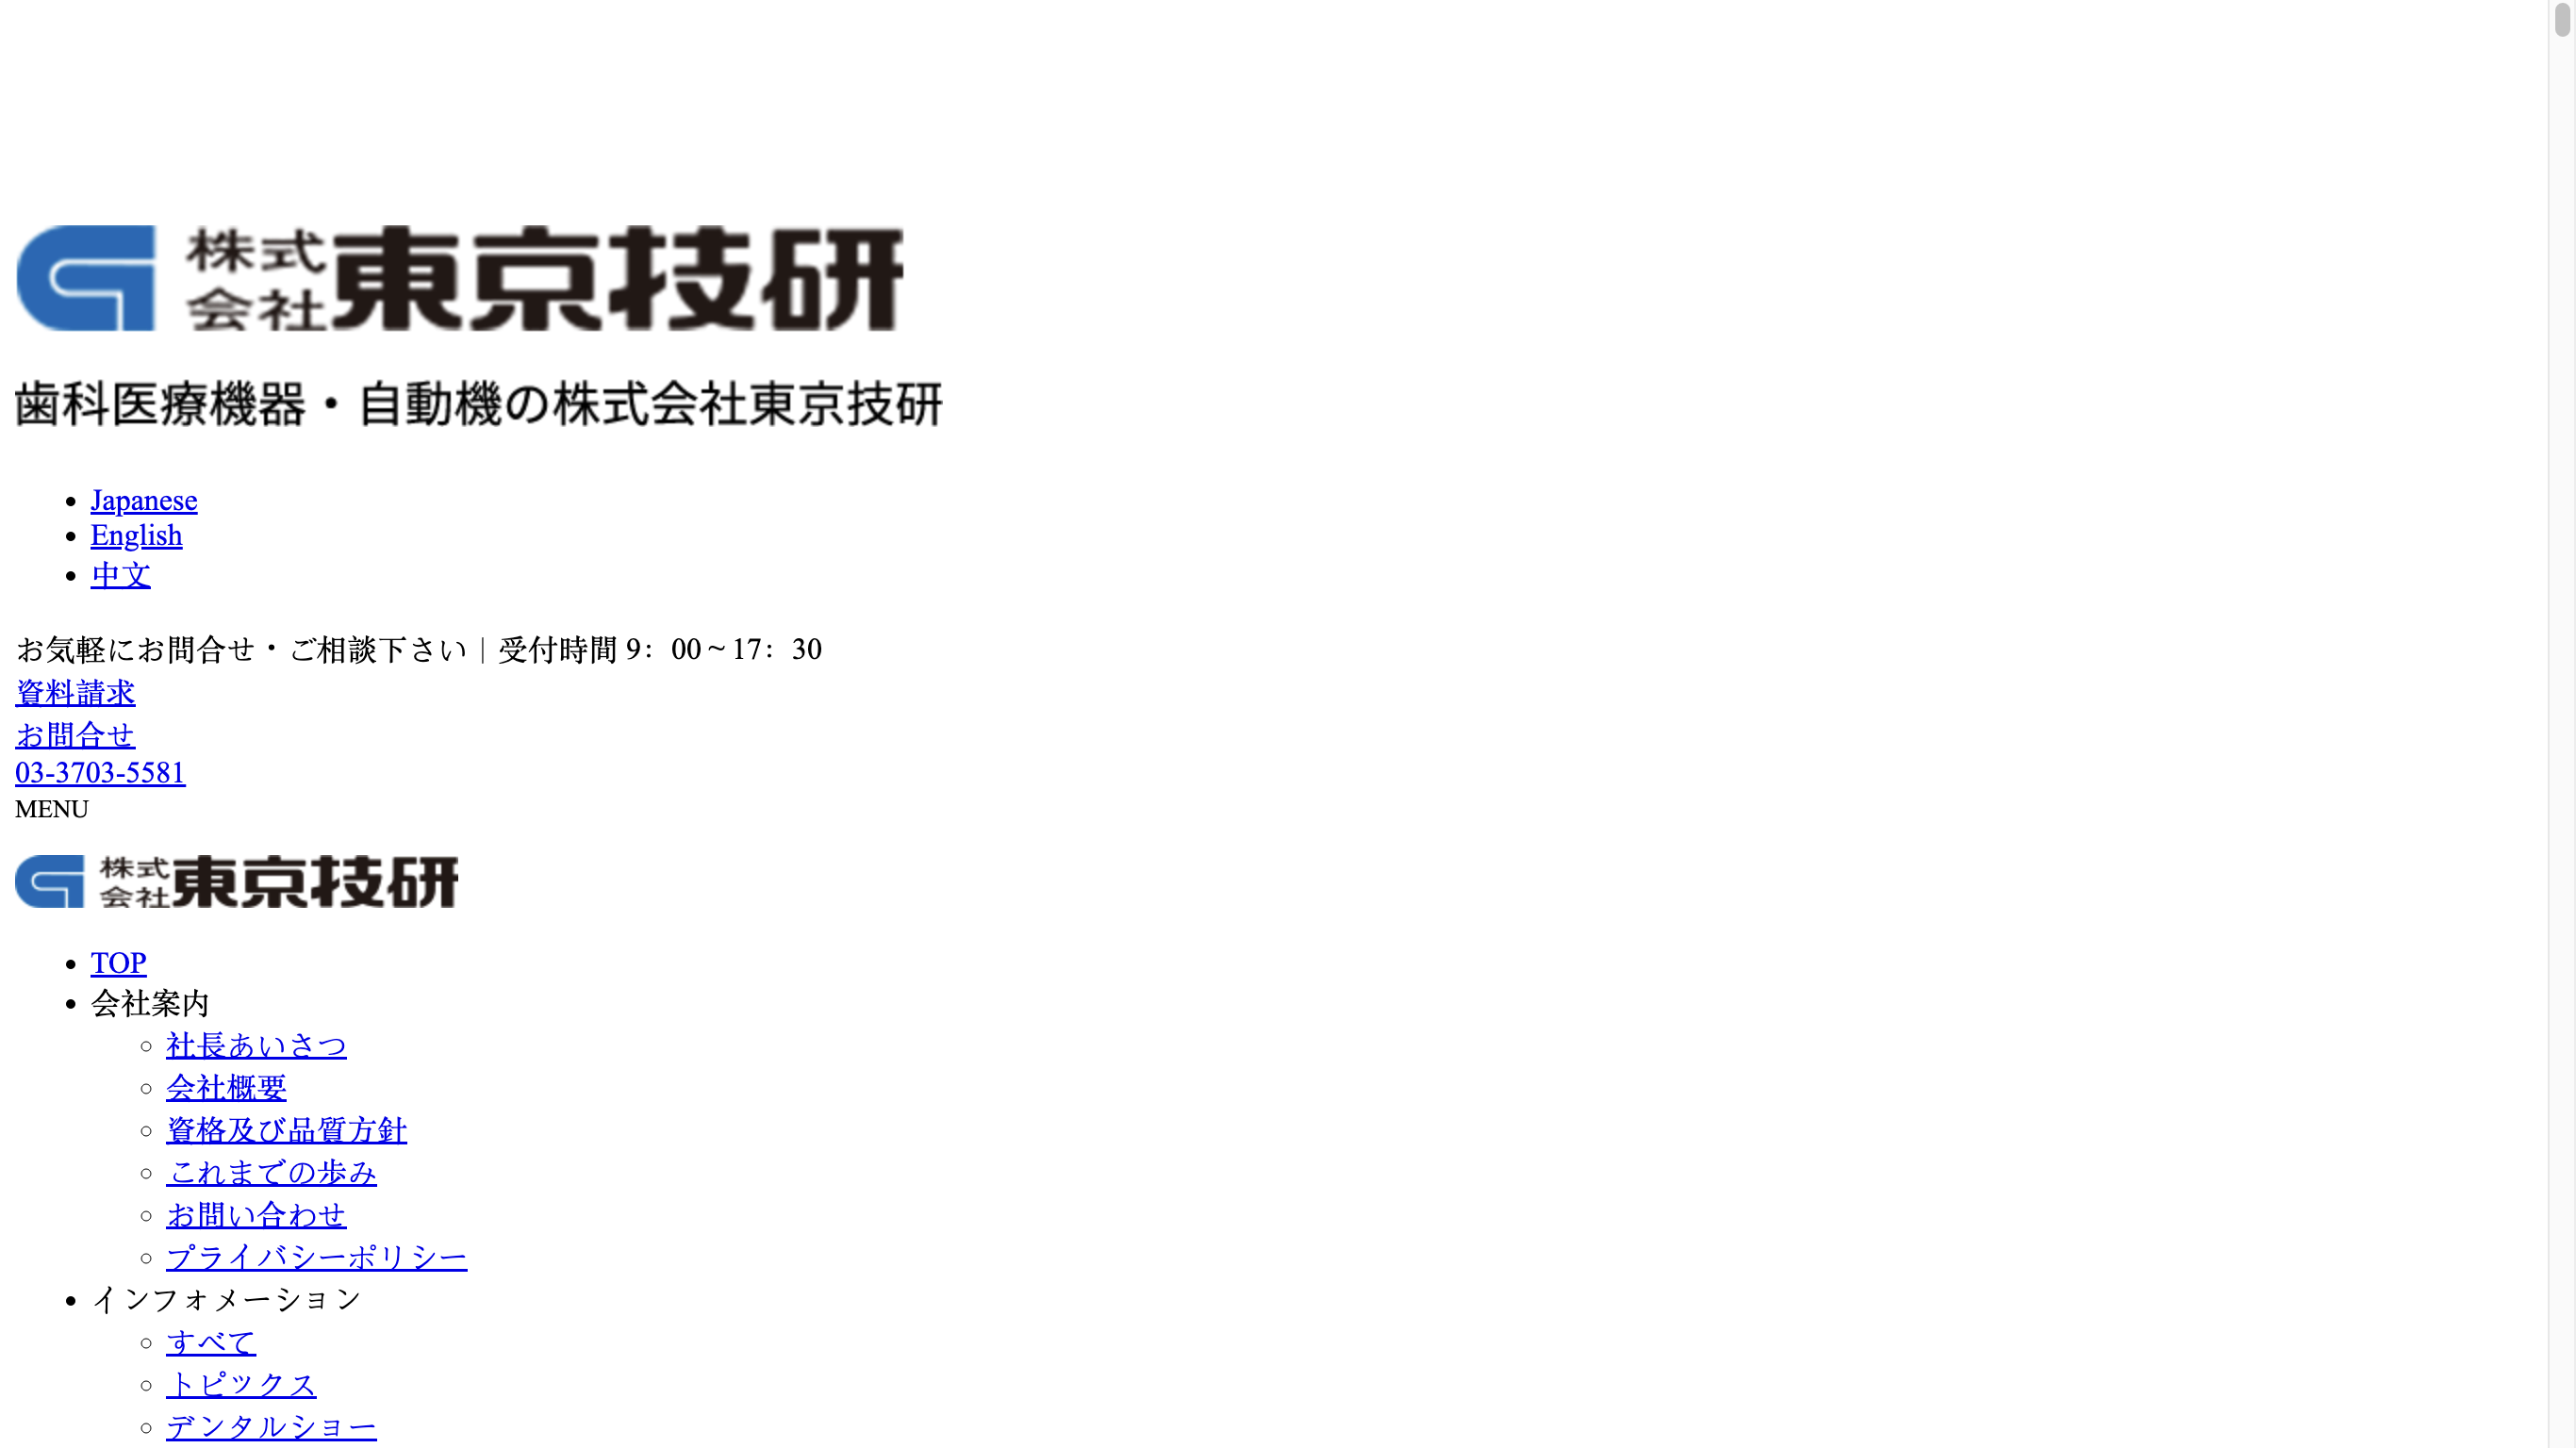 株式会社東京技研
歯科医療機器・自動機の株式会社東京技研
Japanese
English
中文
お気軽にお問合せ・ご相談下さい｜受付時間 9：00～17：30
資料請求
お問合せ
03-3703-5581
MENU
株式会社東京技研
TOP
会社案内
社長あいさつ
会社概要
資格及び品質方針
これまでの歩み
お問い合わせ
プライバシーポリシー
インフォメーション
すべて
トピックス
デンタルショー